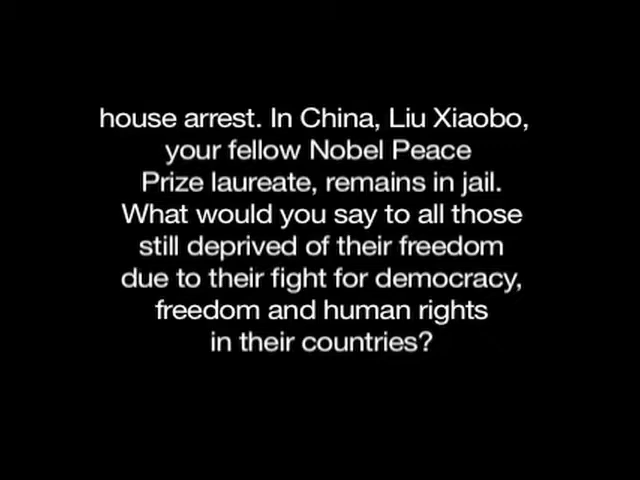 house arrest. In China, Liu Xiaobo,
your fellow Nobel Peace
Prize laureate, remains in jail.
What would you say to all those
still deprived of their freedom
due to their fight for democracy,
freedom and human rights
in their countries?